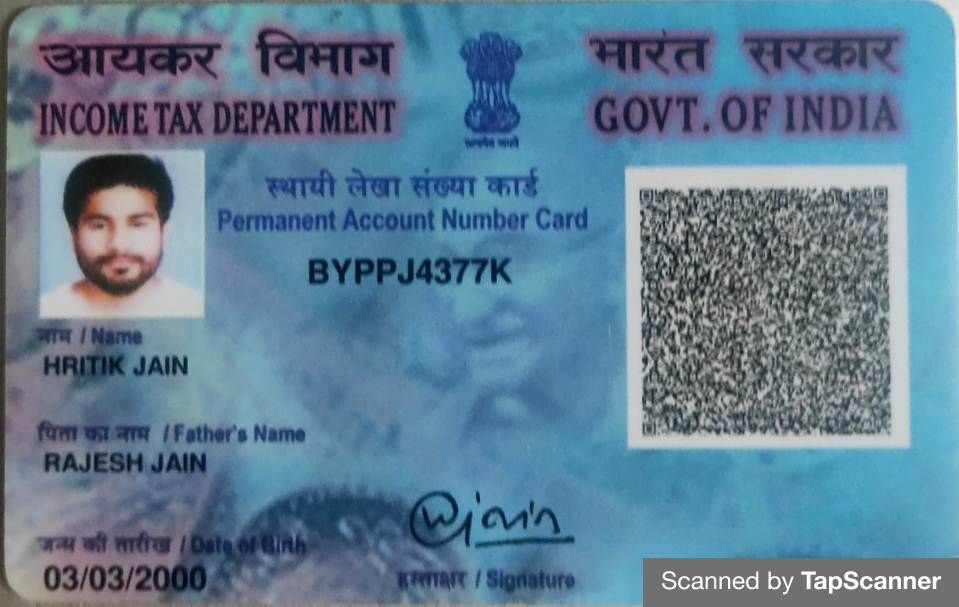 आयकर विभाग
INCOME TAX DEPARTMENT
भारत सरकार
GOVT. OF INDIA
सत्यमेव जयते
स्थायी लेखा संख्या कार्ड
Permanent Account Number Card
BYPPJ4377K
नाम / Name
HRITIK JAIN
पिता का नाम / Father's Name
RAJESH JAIN
जन्म की तारीख / Date of Birth
03/03/2000
हस्ताक्षर / Signature
Scanned by TapScanner